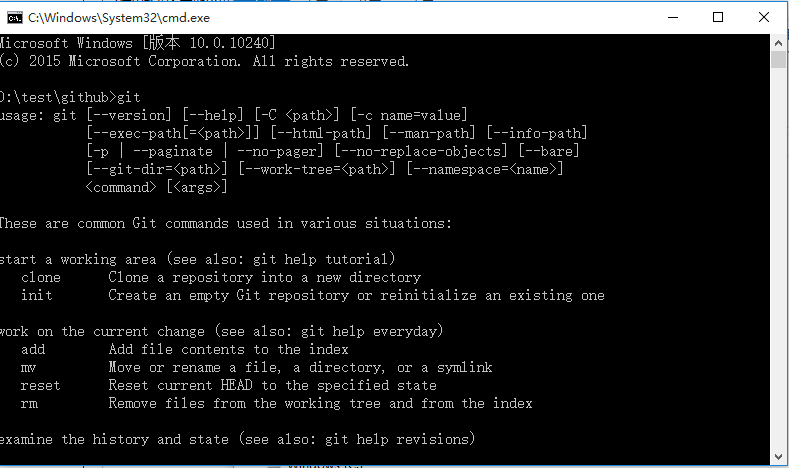 C:\Windows\System32\cmd.exe
Microsoft Windows [版本 10.0.10240]
(c) 2015 Microsoft Corporation. All rights reserved.
D:\test\github>git
usage: git [--version] [--help] [-C <path>] [-c name=value]
[--exec-path[=<path>]] [--html-path] [--man-path] [--info-path]
[-p | --paginate | --no-pager] [--no-replace-objects] [--bare]
[--git-dir=<path>] [--work-tree=<path>] [--namespace=<name>]
<command> [<args>]
These are common Git commands used in various situations:
start a working area (see also: git help tutorial)
clone Clone a repository into a new directory
init Create an empty Git repository or reinitialize an existing one
work on the current change (see also: git help everyday)
add Add file contents to the index
mv Move or rename a file, a directory, or a symlink
reset Reset current HEAD to the specified state
rm Remove files from the working tree and from the index
examine the history and state (see also: git help revisions)